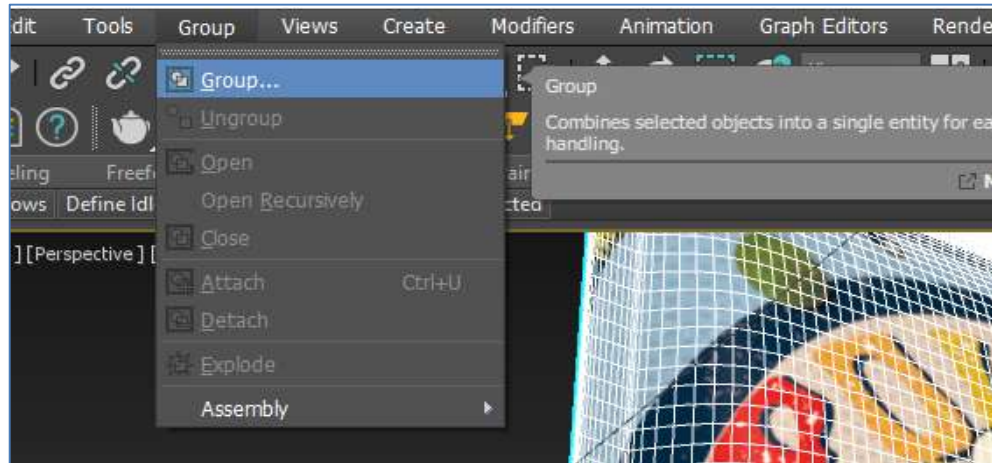 dit Tools Group Views Create Modifiers Animation Graph Editors Rende
Group...
Ungroup
Open
Open Recursively
Close
Attach Ctrl+U
Detach
Explode
Assembly
Group
Combines selected objects into a single entity for ea
handling.
eling Freef
ows Define Idl cted
] [Perspective ] [